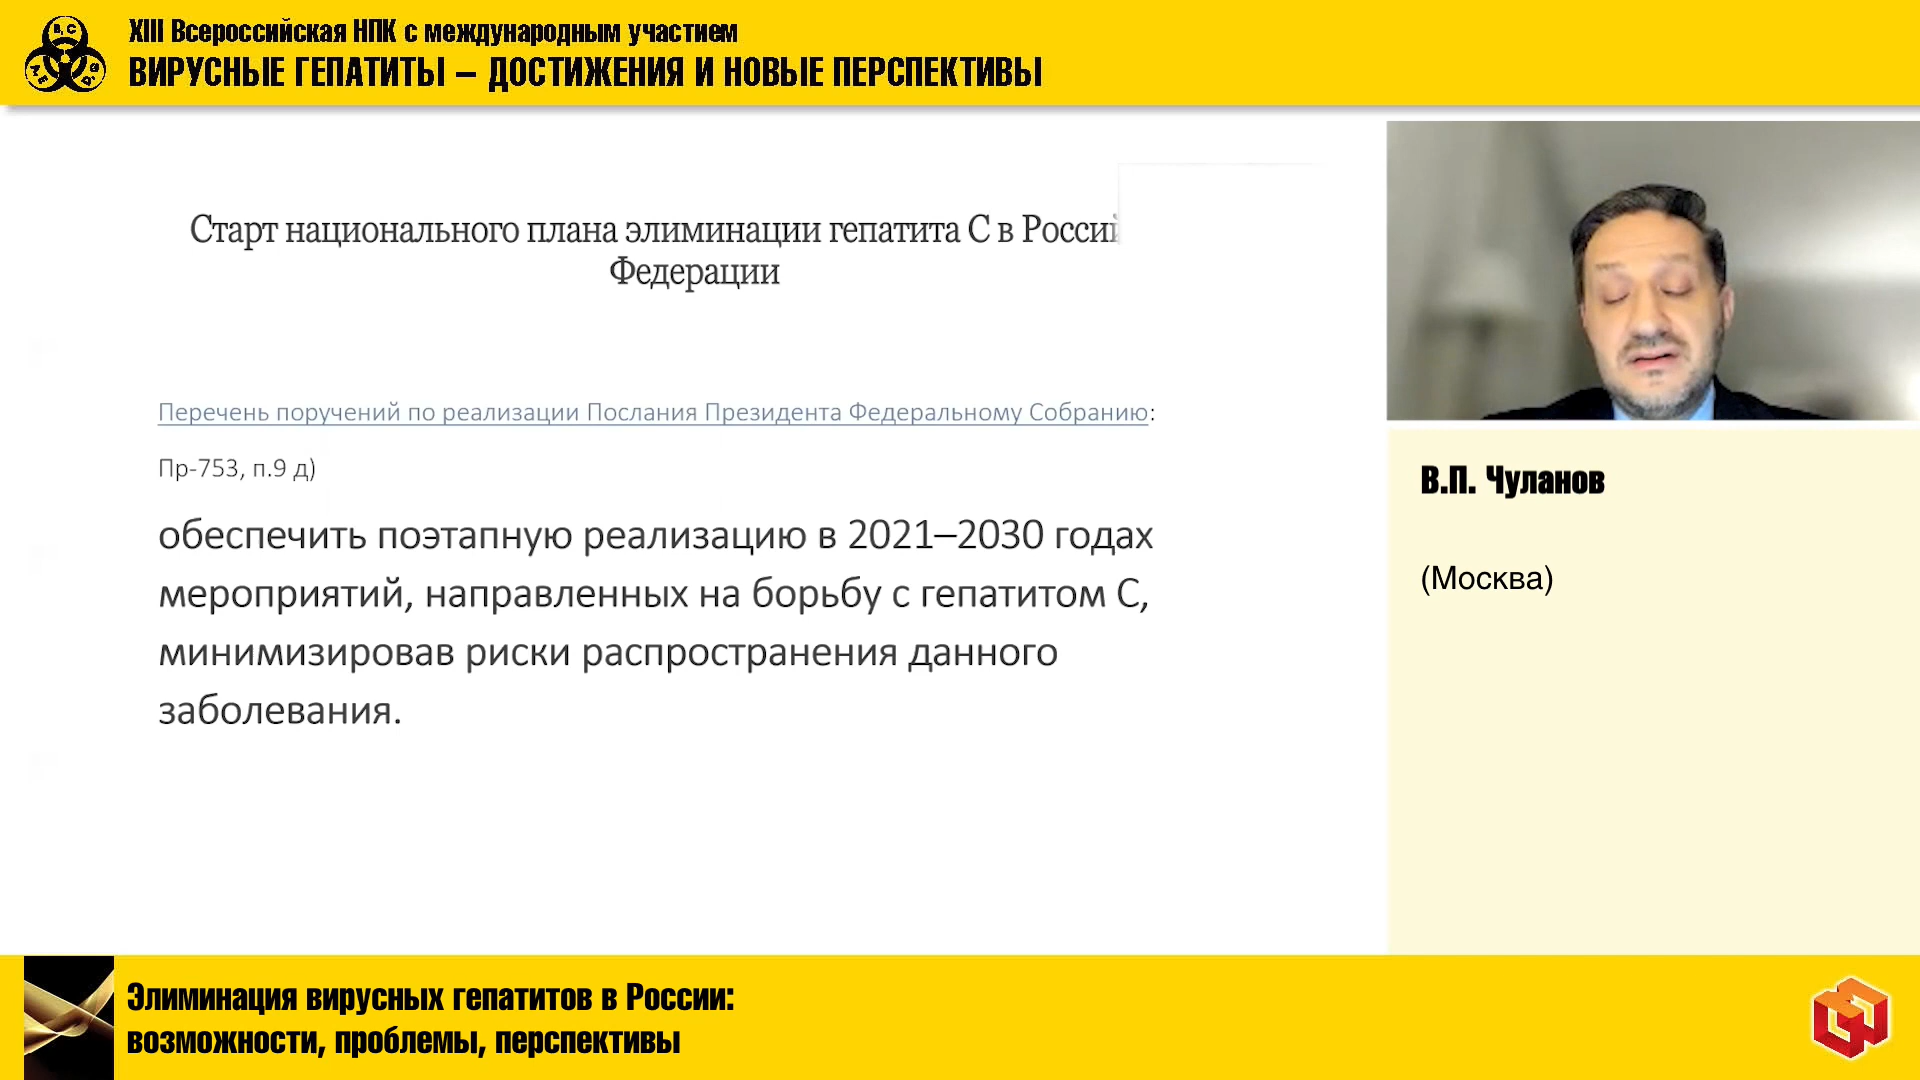 XIII Всероссийская НПК с международным участием
ВИРУСНЫЕ ГЕПАТИТЫ – ДОСТИЖЕНИЯ И НОВЫЕ ПЕРСПЕКТИВЫ
B, C
Старт национального плана элиминации гепатита С в Россий
Федерации
Перечень поручений по реализации Послания Президента Федеральному Собранию:
Пр-753, п.9 д)
обеспечить поэтапную реализацию в 2021–2030 годах
мероприятий, направленных на борьбу с гепатитом С,
минимизировав риски распространения данного
заболевания.
В.П. Чуланов
(Москва)
Элиминация вирусных гепатитов в России:
возможности, проблемы, перспективы